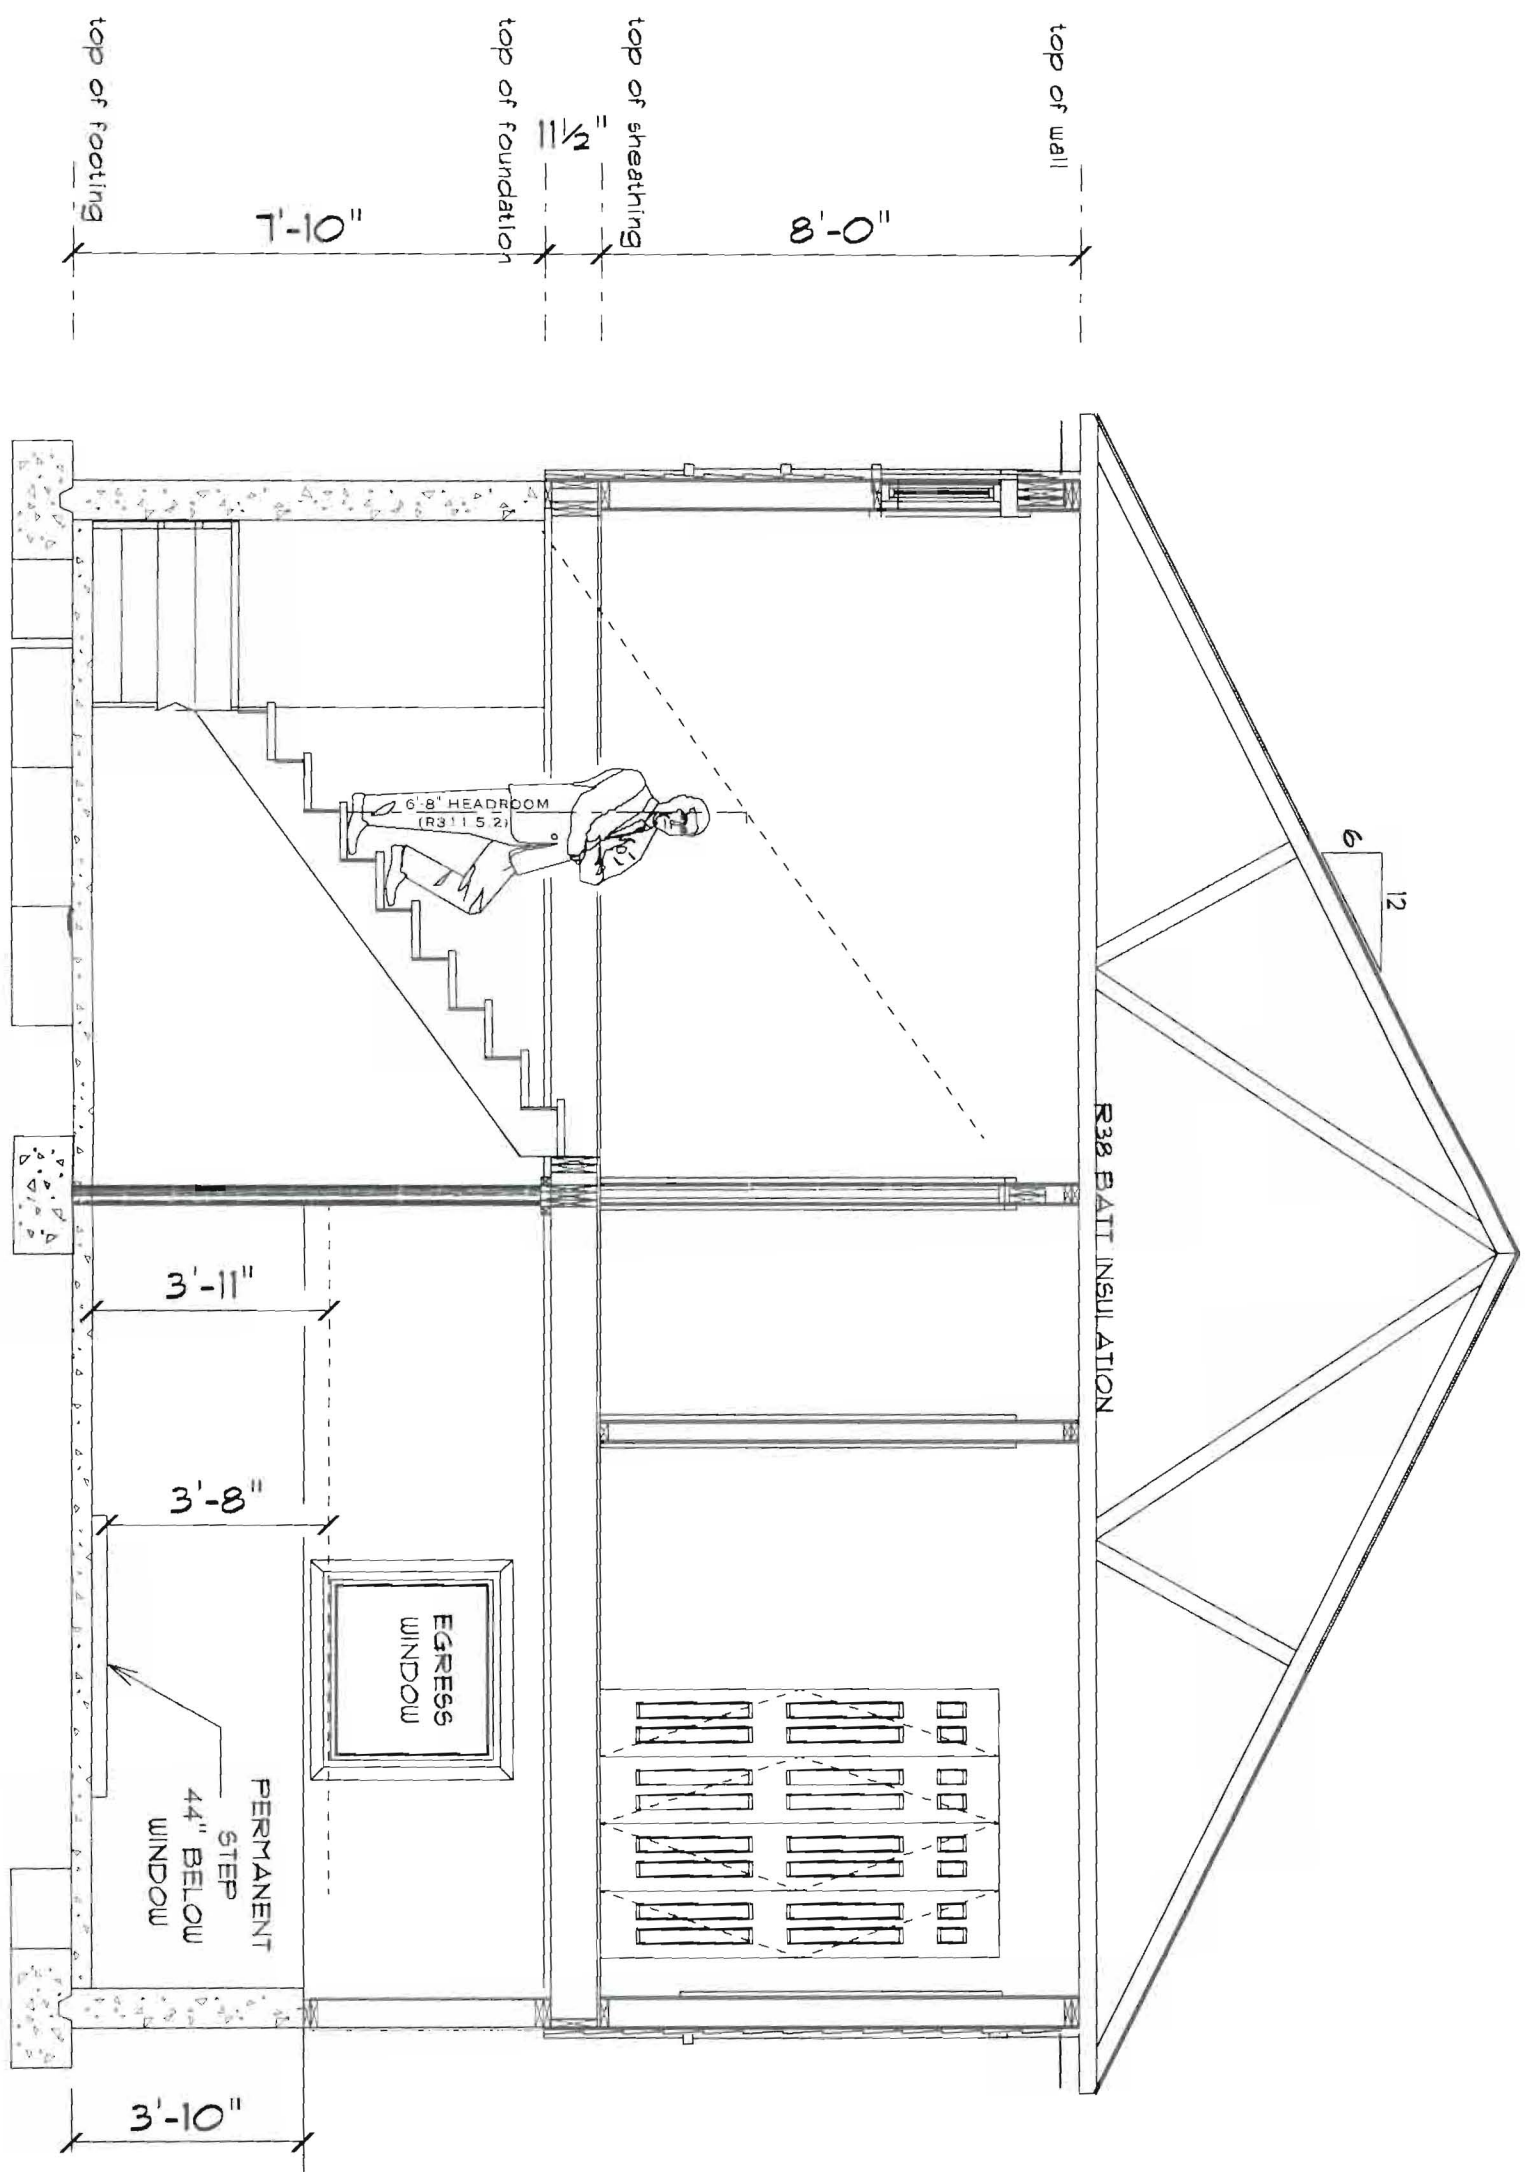 6
12
R38 BATT INSULATION
top of wall
8'-0"
top of sheathing
11½"
top of foundation
7'-10"
top of footing
6'-8" HEADROOM
(R311.5.2)
3'-11"
3'-8"
EGRESS
WINDOW
PERMANENT
STEP
44" BELOW
WINDOW
3'-10"